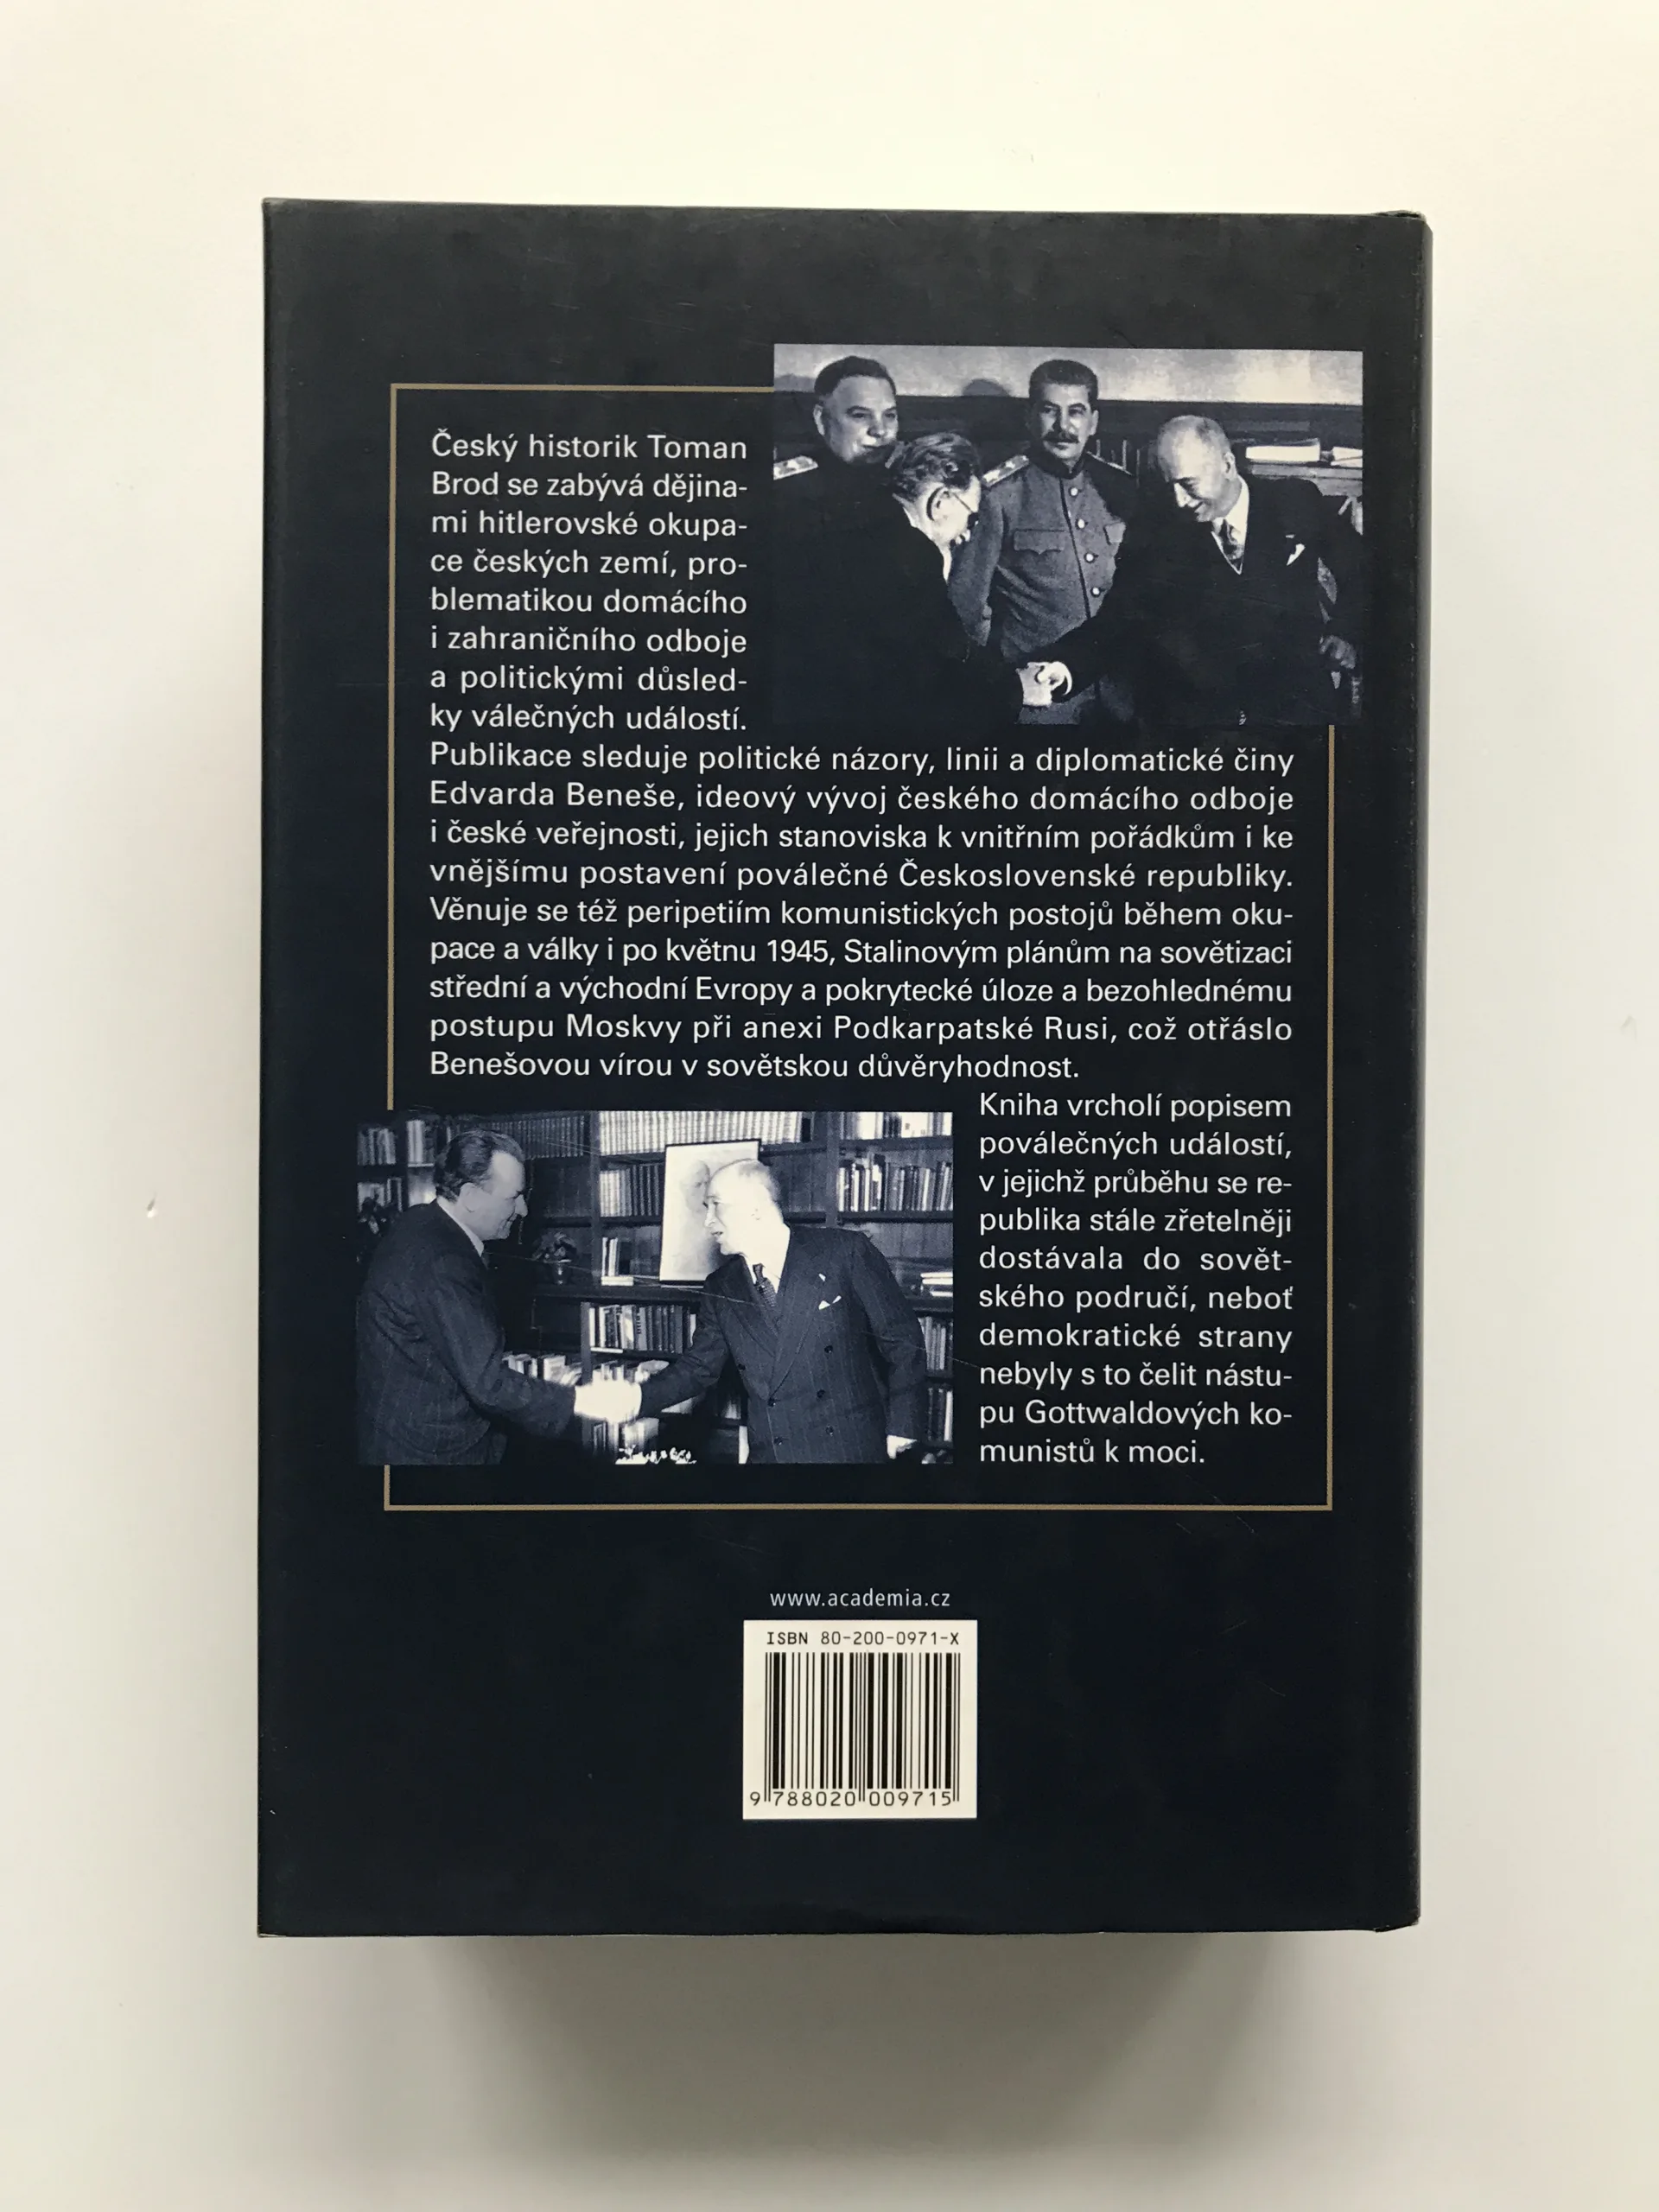 Český historik Toman
Brod se zabývá dějina-
mi hitlerovské okupa-
ce českých zemí, pro-
blematikou domácího
i zahraničního odboje
a politickými důsled-
ky válečných událostí.
Publikace sleduje politické názory, linii a diplomatické činy
Edvarda Beneše, ideový vývoj českého domácího odboje
i české veřejnosti, jejich stanoviska k vnitřním pořádkům i ke
vnějšímu postavení poválečné Československé republiky.
Věnuje se též peripetiím komunistických postojů během oku-
pace a války i po květnu 1945, Stalinovým plánům na sovětizaci
střední a východní Evropy a pokrytecké úloze a bezohlednému
postupu Moskvy při anexi Podkarpatské Rusi, což otřáslo
Benešovou vírou v sovětskou důvěryhodnost.
Kniha vrcholí popisem
poválečných událostí,
v jejichž průběhu se re-
publika stále zřetelněji
dostávala do sovět-
ského područí, neboť
demokratické strany
nebyly s to čelit nástu-
pu Gottwaldových ko-
munistů k moci.
www.academia.cz
ISBN 80-200-0971-X
9 788020 009715